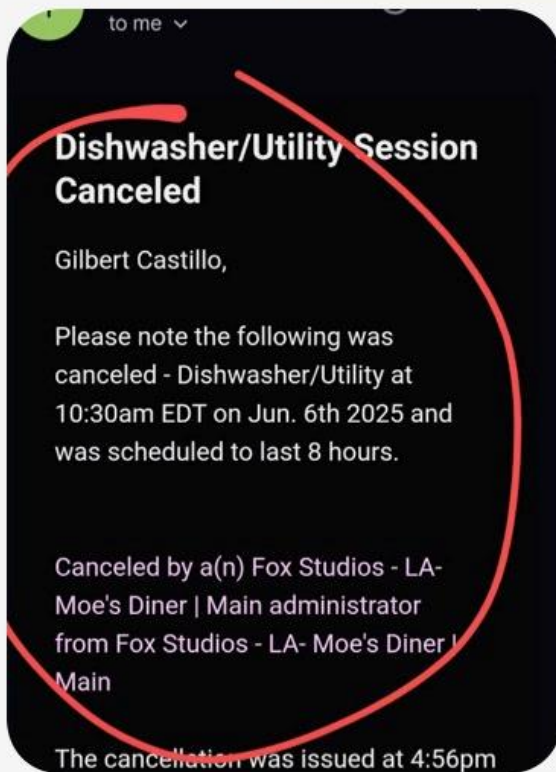 to me
Dishwasher/Utility Session
Canceled
Gilbert Castillo,
Please note the following was
canceled - Dishwasher/Utility at
10:30am EDT on Jun. 6th 2025 and
was scheduled to last 8 hours.
Canceled by a(n) Fox Studios - LA-
Moe's Diner | Main administrator
from Fox Studios - LA- Moe's Diner |
Main
The cancellation was issued at 4:56pm